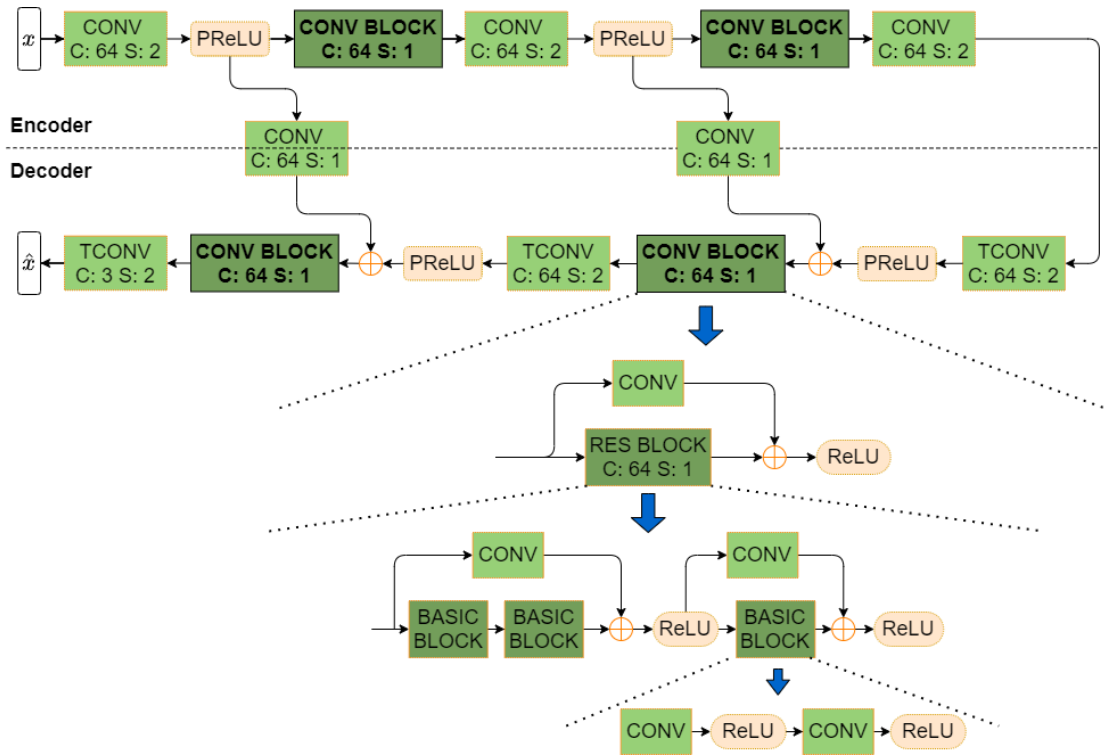 x
CONV
C: 64 S: 2
PReLU
CONV BLOCK
C: 64 S: 1
CONV
C: 64 S: 2
PReLU
CONV BLOCK
C: 64 S: 1
CONV
C: 64 S: 2
Encoder
CONV
C: 64 S: 1
CONV
C: 64 S: 1
Decoder
x̂
TCONV
C: 3 S: 2
CONV BLOCK
C: 64 S: 1
PReLU
TCONV
C: 64 S: 2
CONV BLOCK
C: 64 S: 1
PReLU
TCONV
C: 64 S: 2
CONV
RES BLOCK
C: 64 S: 1
ReLU
CONV
CONV
BASIC
BLOCK
BASIC
BLOCK
ReLU
BASIC
BLOCK
ReLU
CONV
ReLU
CONV
ReLU